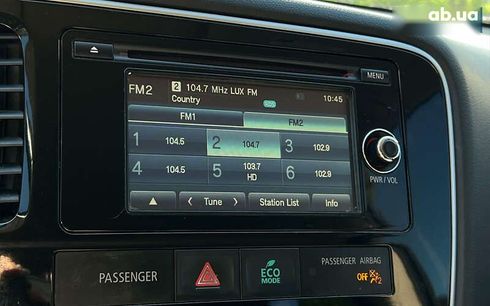 ab.ua
MENU
FM2 2 104.7 MHz LUX FM
Country
RDS
10:45
FM1 FM2
1 104.5 2 104.7 3 102.9
4 104.5 5 103.7 HD 6 102.9
Tune Station List Info
PWR / VOL
PASSENGER
ECO MODE
PASSENGER AIRBAG
OFF 2